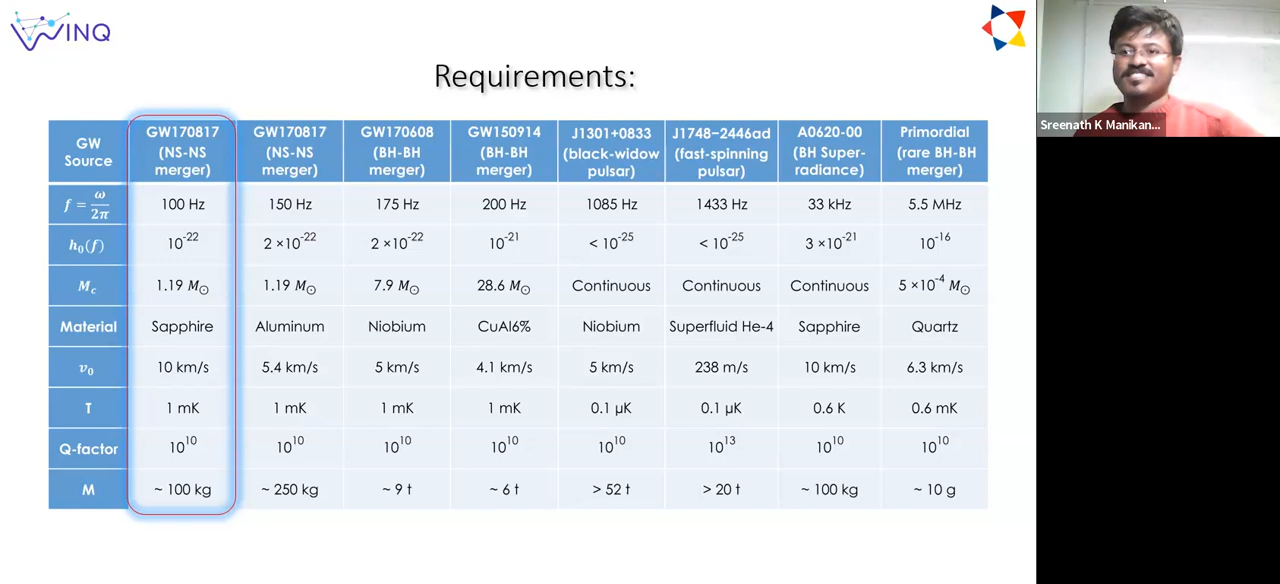 WINQ
Requirements:
GW Source | GW170817 (NS-NS merger) | GW170817 (NS-NS merger) | GW170608 (BH-BH merger) | GW150914 (BH-BH merger) | J1301+0833 (black-widow pulsar) | J1748−2446ad (fast-spinning pulsar) | A0620-00 (BH Super-radiance) | Primordial (rare BH-BH merger)
f = ω/2π | 100 Hz | 150 Hz | 175 Hz | 200 Hz | 1085 Hz | 1433 Hz | 33 kHz | 5.5 MHz
h₀(f) | 10⁻²² | 2 ×10⁻²² | 2 ×10⁻²² | 10⁻²¹ | < 10⁻²⁵ | < 10⁻²⁵ | 3 ×10⁻²¹ | 10⁻¹⁶
M_c | 1.19 M⊙ | 1.19 M⊙ | 7.9 M⊙ | 28.6 M⊙ | Continuous | Continuous | Continuous | 5 ×10⁻⁴ M⊙
Material | Sapphire | Aluminum | Niobium | CuAl6% | Niobium | Superfluid He-4 | Sapphire | Quartz
v₀ | 10 km/s | 5.4 km/s | 5 km/s | 4.1 km/s | 5 km/s | 238 m/s | 10 km/s | 6.3 km/s
T | 1 mK | 1 mK | 1 mK | 1 mK | 0.1 µK | 0.1 µK | 0.6 K | 0.6 mK
Q-factor | 10¹⁰ | 10¹⁰ | 10¹⁰ | 10¹⁰ | 10¹⁰ | 10¹³ | 10¹⁰ | 10¹⁰
M | ~ 100 kg | ~ 250 kg | ~ 9 t | ~ 6 t | > 52 t | > 20 t | ~ 100 kg | ~ 10 g
Sreenath K Manikan...